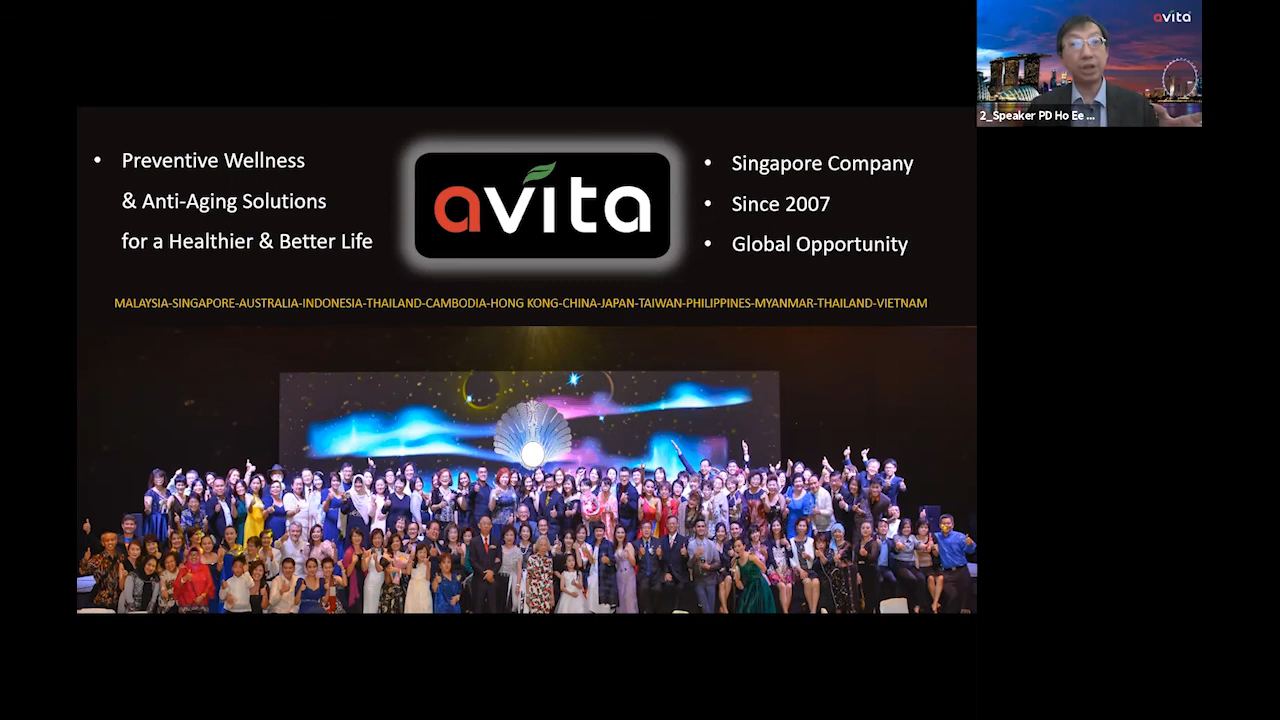 • Preventive Wellness
& Anti-Aging Solutions
for a Healthier & Better Life
avita
• Singapore Company
• Since 2007
• Global Opportunity
MALAYSIA-SINGAPORE-AUSTRALIA-INDONESIA-THAILAND-CAMBODIA-HONG KONG-CHINA-JAPAN-TAIWAN-PHILIPPINES-MYANMAR-THAILAND-VIETNAM
avita
2_Speaker PD Ho Ee ...